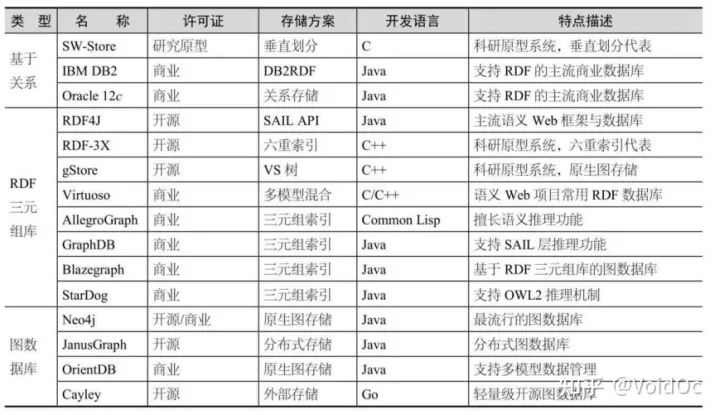 类 型 名 称 许可证 存储方案 开发语言 特点描述
基于关系 SW-Store 研究原型 垂直划分 C 科研原型系统，垂直划分代表
IBM DB2 商业 DB2RDF Java 支持 RDF 的主流商业数据库
Oracle 12c 商业 关系存储 Java 支持 RDF 的主流商业数据库
RDF 三元组库 RDF4J 开源 SAIL API Java 主流语义 Web 框架与数据库
RDF-3X 开源 六重索引 C++ 科研原型系统，六重索引代表
gStore 开源 VS 树 C++ 科研原型系统，原生图存储
Virtuoso 商业 多模型混合 C/C++ 语义 Web 项目常用 RDF 数据库
AllegroGraph 商业 三元组索引 Common Lisp 擅长语义推理功能
GraphDB 商业 三元组索引 Java 支持 SAIL 层推理功能
Blazegraph 商业 三元组索引 Java 基于 RDF 三元组库的图数据库
StarDog 商业 三元组索引 Java 支持 OWL2 推理机制
图数据库 Neo4j 开源/商业 原生图存储 Java 最流行的图数据库
JanusGraph 开源 分布式存储 Java 分布式图数据库
OrientDB 商业 原生图存储 Java 支持多模型数据管理
Cayley 开源 外部存储 Go 轻量级开源图数据库
知乎 @VoidOc